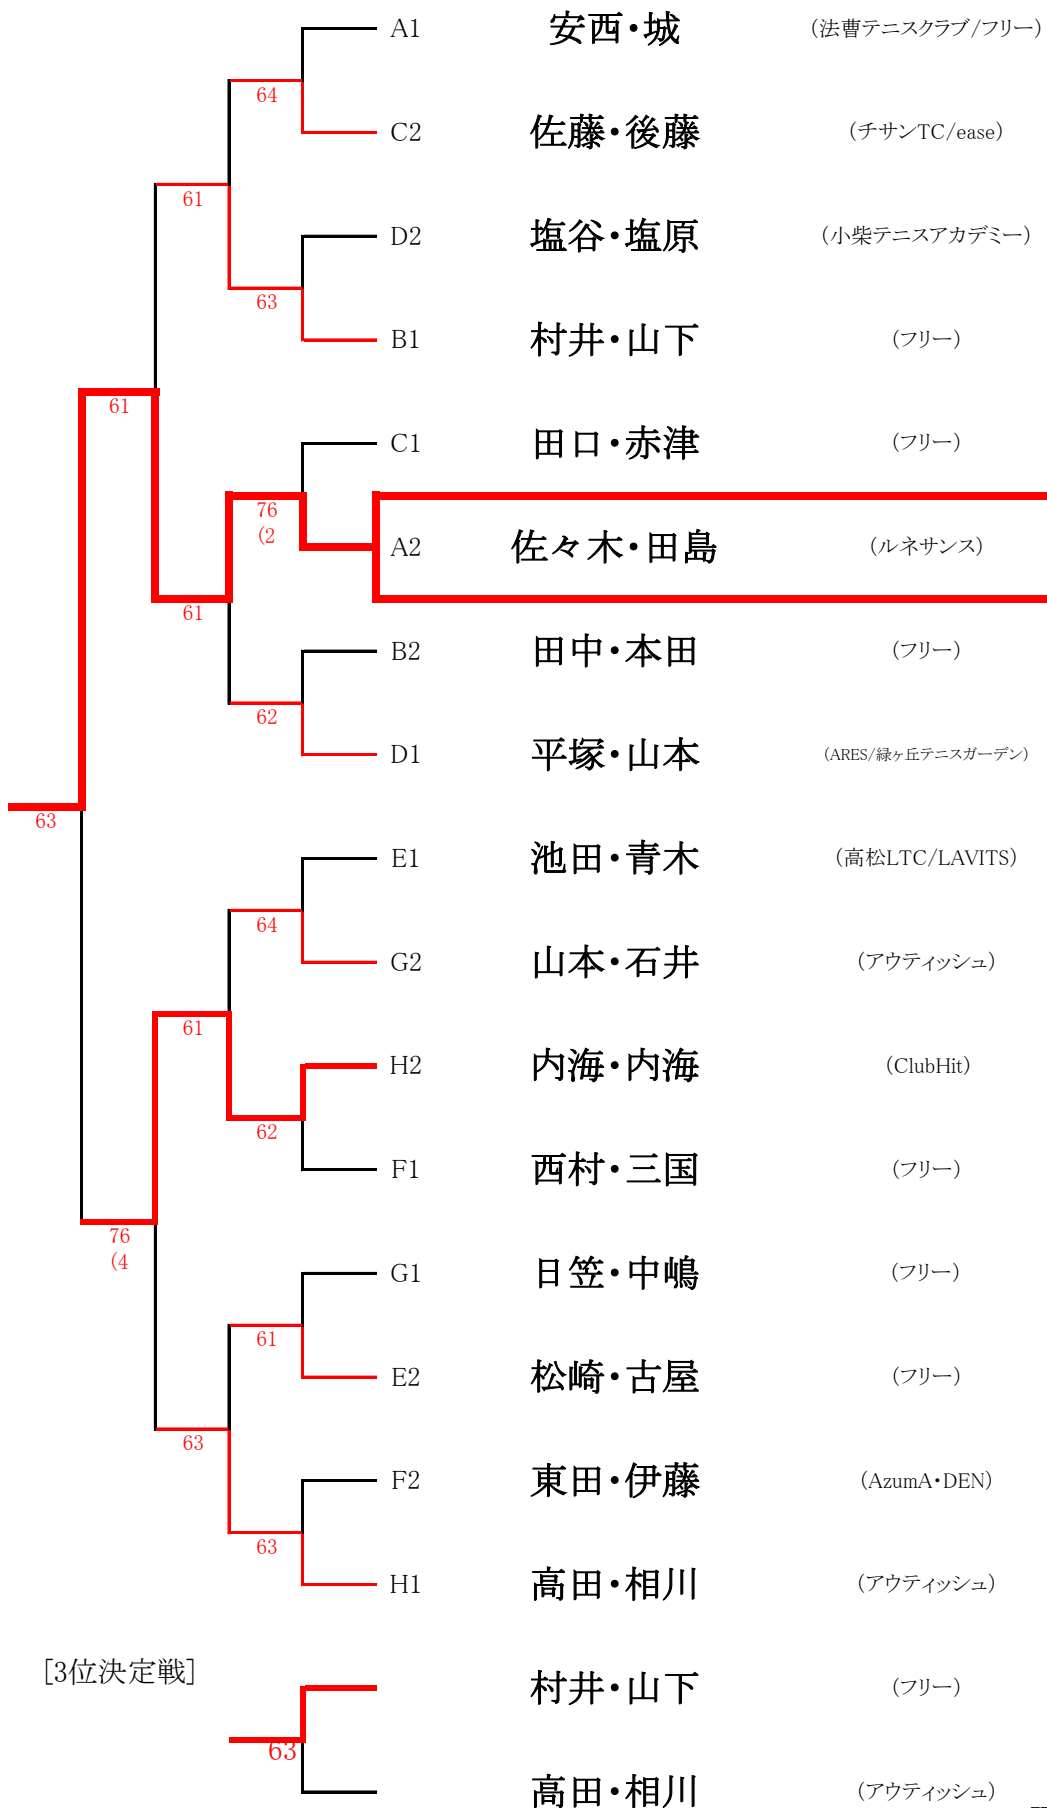 A1 安西・城 (法曹テニスクラブ/フリー)
64
C2 佐藤・後藤 (チサンTC/ease)
61
D2 塩谷・塩原 (小柴テニスアカデミー)
63
B1 村井・山下 (フリー)
61
C1 田口・赤津 (フリー)
76
(2
A2 佐々木・田島 (ルネサンス)
61
B2 田中・本田 (フリー)
62
D1 平塚・山本 (ARES/緑ヶ丘テニスガーデン)
63
E1 池田・青木 (高松LTC/LAVITS)
64
G2 山本・石井 (アウティッシュ)
61
H2 内海・内海 (ClubHit)
62
F1 西村・三国 (フリー)
76
(4
G1 日笠・中嶋 (フリー)
61
E2 松崎・古屋 (フリー)
63
F2 東田・伊藤 (AzumA・DEN)
63
H1 高田・相川 (アウティッシュ)
[3位決定戦]
村井・山下 (フリー)
63
高田・相川 (アウティッシュ)